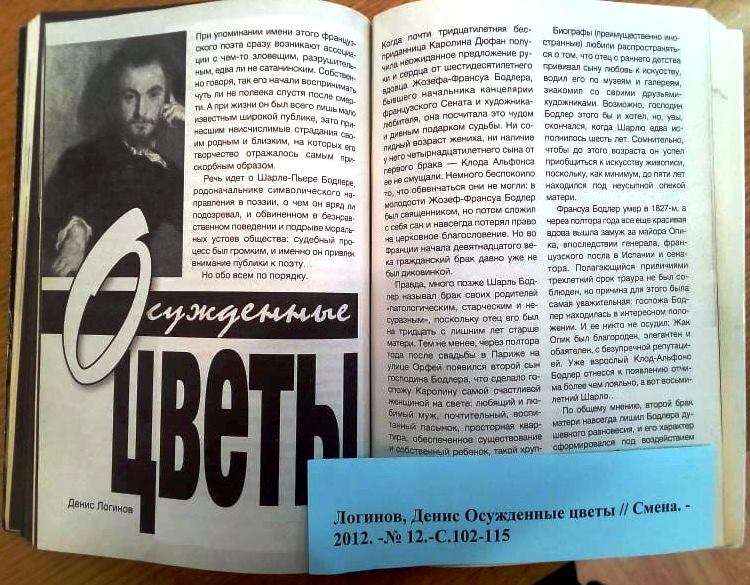 При упоминании имени этого француз-
ского поэта сразу возникают ассоциа-
ции с чем-то зловещим, разрушитель-
ным, едва ли не сатанинским. Собствен-
но говоря, так его начали воспринимать
чуть ли не полвека спустя после смер-
ти. А при жизни он был всего лишь мало
известным широкой публике, зато при-
несшим неисчислимые страдания сво-
им родным и близким, на которых его
творчество отражалось самым при-
скорбным образом.
Речь идет о Шарле-Пьере Бодлере,
родоначальнике символического на-
правления в поэзии, о чем он вряд ли
подозревал, и обвиненном в безнрав-
ственном поведении и подрыве мораль-
ных устоев общества: судебный про-
цесс был громким, и именно он привлек
внимание публики к поэту...
Но обо всем по порядку.
Осужденные
цветы
Денис Логинов
Когда почти тридцатилетняя бес-
приданница Каролина Дюфан полу-
чила неожиданное предложение ру-
ки и сердца от шестидесятилетнего
вдовца Жозефа-Франсуа Бодлера,
бывшего начальника канцелярии
французского Сената и художника-
любителя, она посчитала это чудом
и дивным подарком судьбы. Ни со-
лидный возраст жениха, ни наличие
у него четырнадцатилетнего сына от
первого брака — Клода Альфонса
ее не смущали. Немного беспокоило
то, что обвенчаться они не могли: в
молодости Жозеф-Франсуа Бодлер
был священником, но потом сложил
с себя сан и навсегда потерял право
на церковное благословение. Но во
Франции начала девятнадцатого ве-
ка гражданский брак давно уже не
был диковинкой.
Правда, много позже Шарль Бод-
лер называл брак своих родителей
«патологическим, старческим и не-
суразным», поскольку отец его был
на тридцать с лишним лет старше
матери. Тем не менее, через полтора
года после свадьбы в Париже на
улице Орфей появился второй сын
господина Бодлера, что сделало го-
спожу Каролину самой счастливой
женщиной на свете: любящий и лю-
бимый муж, почтительный, воспи-
танный пасынок, просторная квар-
тира, обеспеченное существование
и собственный ребенок, такой хруп-
Биографы (преимущественно ино-
странные) любили распространять-
ся о том, что отец с раннего детства
прививал сыну любовь к искусству,
водил его по музеям и галереям,
знакомил со своими друзьями-
художниками. Возможно, господин
Бодлер этого бы и хотел, но, увы,
скончался, когда Шарлю едва ис-
полнилось шесть лет. Сомнительно,
чтобы до этого возраста он успел
приобщиться к искусству живописи,
поскольку, как минимум, до пяти лет
находился под неусыпной опекой
матери.
Франсуа Бодлер умер в 1827-м, а
через полтора года все еще красивая
вдова вышла замуж за майора Опи-
ка, впоследствии генерала, фран-
цузского посла в Испании и сена-
тора. Полагающийся приличиями
трехлетний срок траура не был со-
блюден, но причина для этого была
самая уважительная: госпожа Бод-
лер находилась в интересном поло-
жении. И ее никто не осудил: Жак
Опик был благороден, элегантен и
обаятелен, с безупречной репутаци-
ей. Уже взрослый Клод-Альфонс
Бодлер отнесся к появлению отчи-
ма более чем лояльно, а вот восьми-
летний Шарло...
По общему мнению, второй брак
матери навсегда лишил Бодлера ду-
шевного равновесия, и его характер
сформировался под воздействием
Логинов, Денис Осужденные цветы // Смена. -
2012. -№ 12.-С.102-115